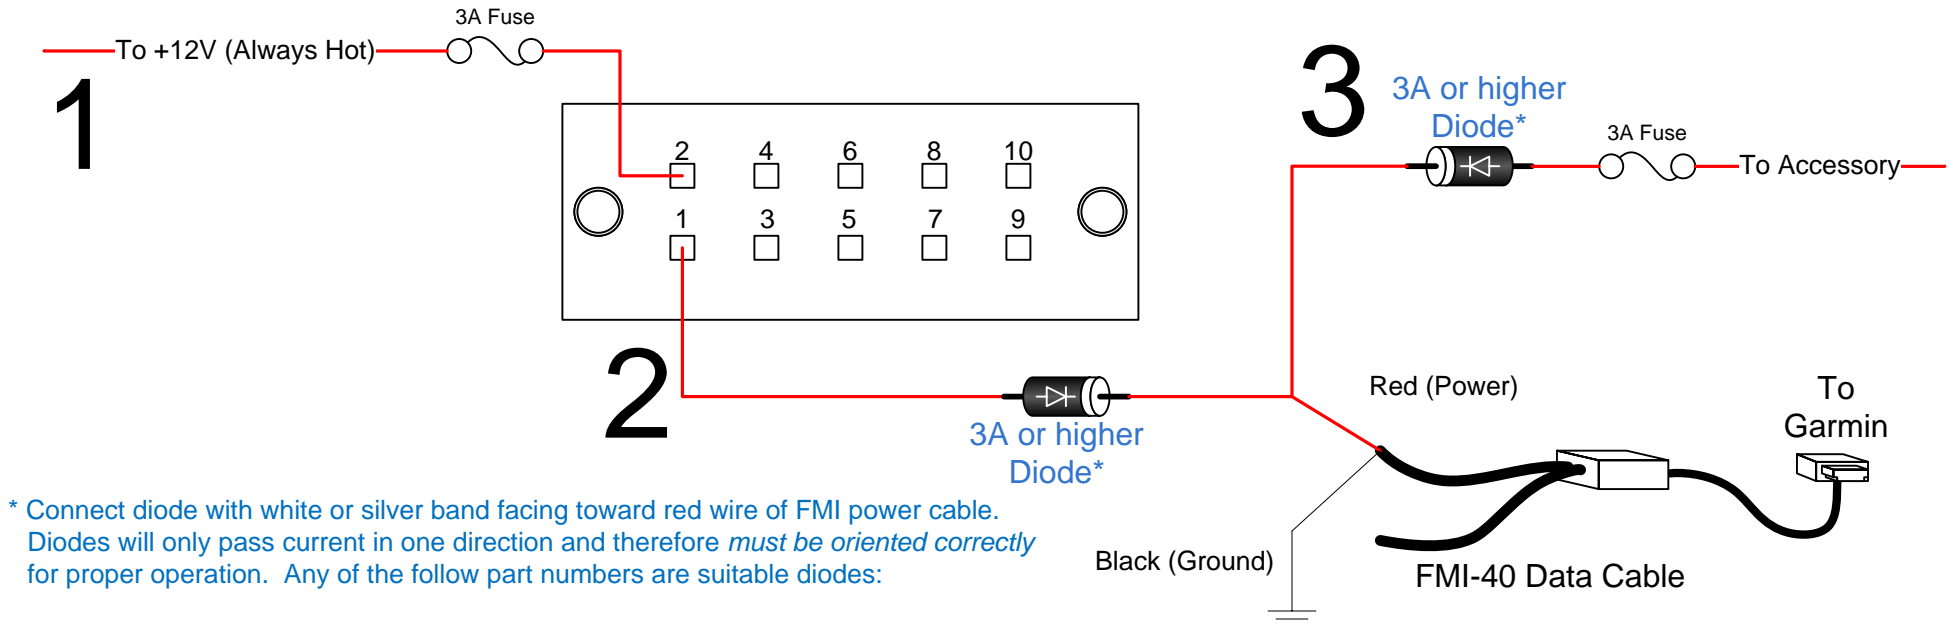 3A Fuse
To +12V (Always Hot)
1
3
3A or higher
Diode*
3A Fuse
To Accessory
2 4 6 8 10
1 3 5 7 9
2
3A or higher
Diode*
Red (Power)
To
Garmin
* Connect diode with white or silver band facing toward red wire of FMI power cable.
Diodes will only pass current in one direction and therefore must be oriented correctly
for proper operation. Any of the follow part numbers are suitable diodes:
Black (Ground)
FMI-40 Data Cable